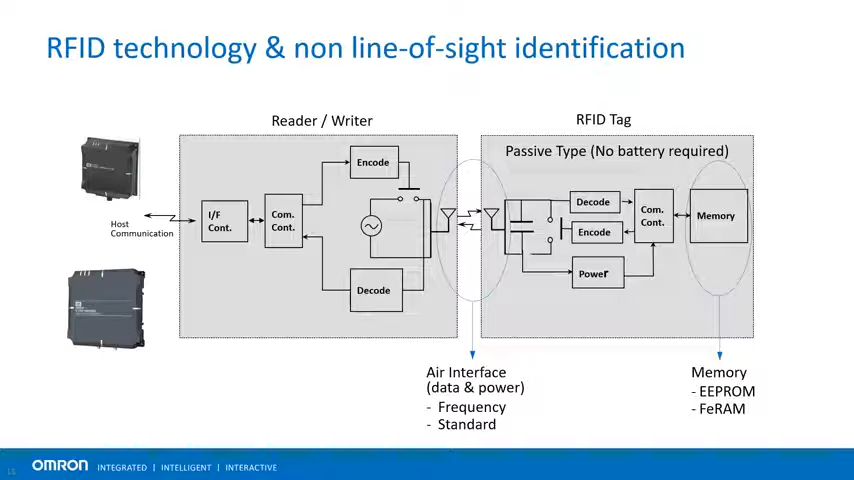 RFID technology & non line-of-sight identification
Reader / Writer
RFID Tag
Passive Type (No battery required)
Encode
I/F
Cont.
Com.
Cont.
Decode
Host
Communication
Decode
Encode
Power
Com.
Cont.
Memory
Air Interface
(data & power)
- Frequency
- Standard
Memory
- EEPROM
- FeRAM
OMRON INTEGRATED | INTELLIGENT | INTERACTIVE